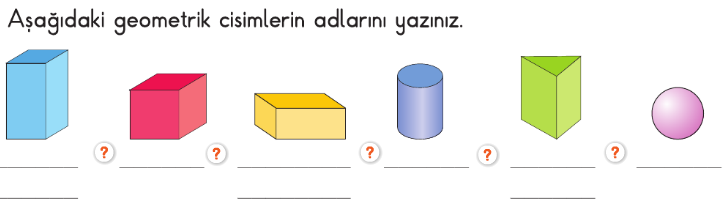 Aşağıdaki geometrik cisimlerin adlarını yazınız.
? ? ? ? ?